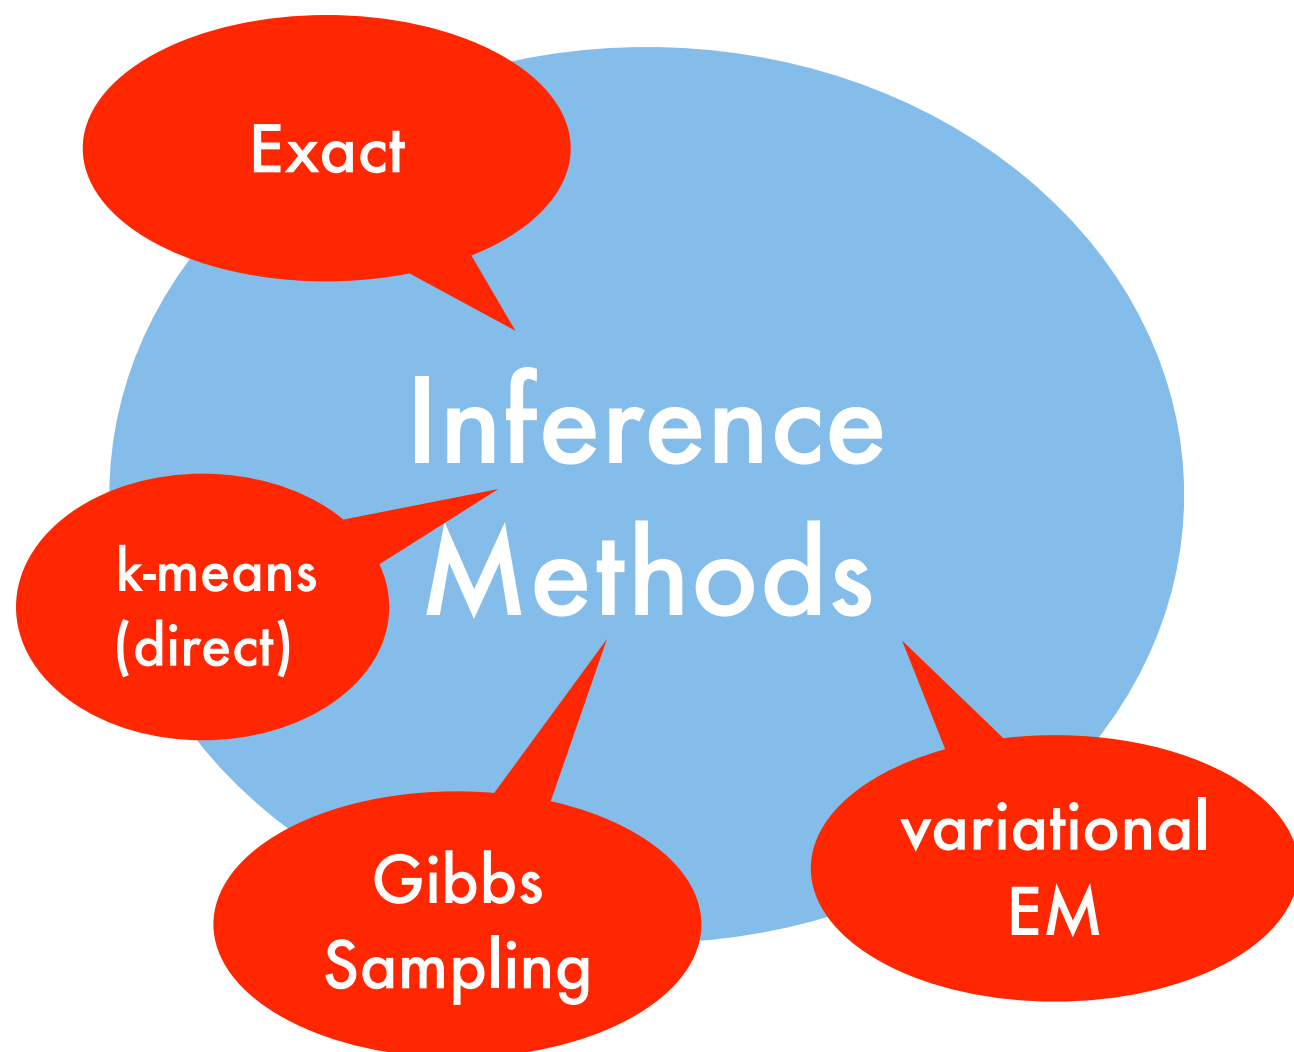 Exact
Inference
Methods
k-means
(direct)
Gibbs
Sampling
variational
EM